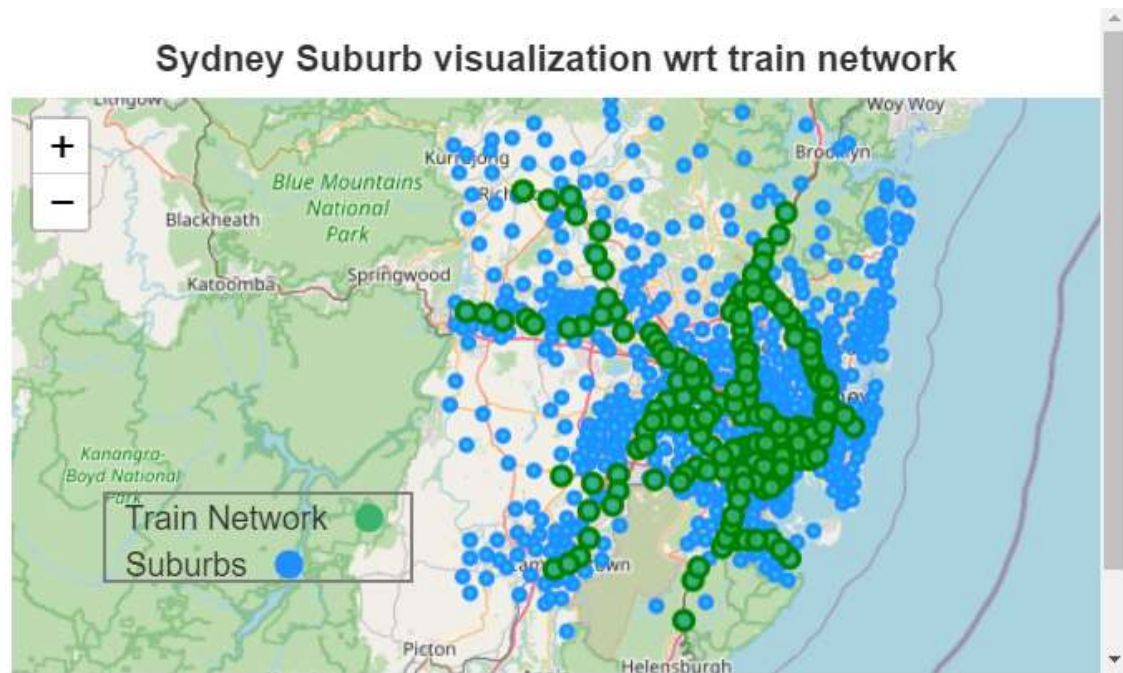 Sydney Suburb visualization wrt train network
Lithgow
Woy Woy
+
Kurrajong
Blue Mountains
National
Park
Blackheath
−
Springwood
Katoomba
Kanangra-
Boyd National
Park
Train Network
Suburbs
Picton
Helensburgh